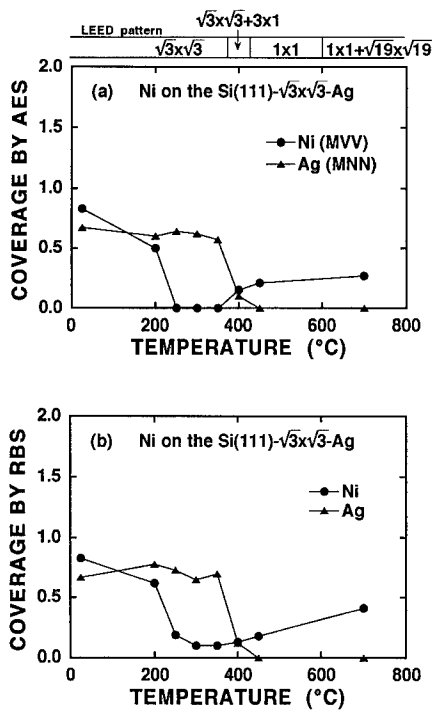 √3x√3+3x1
LEED pattern
√3x√3 1x1 1x1+√19x√19
2.0
(a) Ni on the Si(111)-√3x√3-Ag
1.5
Ni (MVV)
Ag (MNN)
1.0
0.5
0.0
0 200 400 600 800
COVERAGE BY AES
TEMPERATURE (°C)
2.0
(b) Ni on the Si(111)-√3x√3-Ag
1.5
Ni
Ag
1.0
0.5
0.0
0 200 400 600 800
COVERAGE BY RBS
TEMPERATURE (°C)